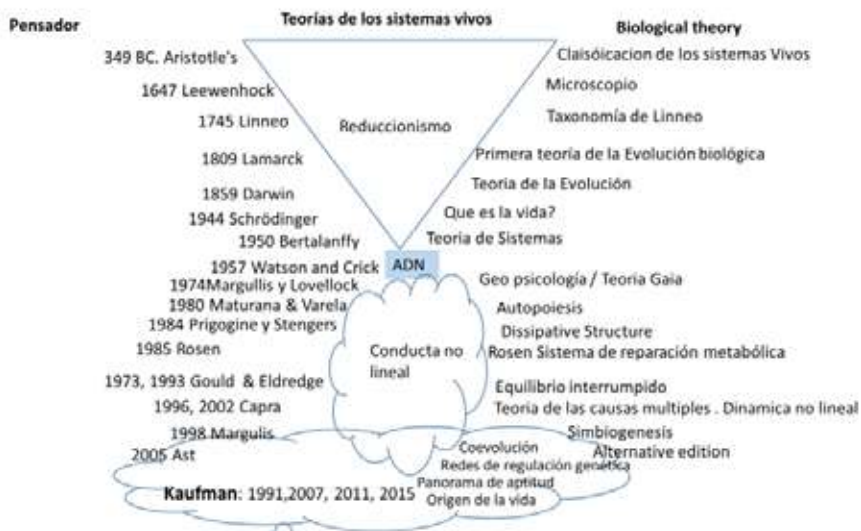 Pensador
Teorías de los sistemas vivos
Biological theory
349 BC. Aristotle's
Claisóicacion de los sistemas Vivos
1647 Leewenhock
Microscopio
1745 Linneo
Taxonomía de Linneo
Reduccionismo
1809 Lamarck
Primera teoría de la Evolución biológica
1859 Darwin
Teoria de la Evolución
1944 Schrödinger
Que es la vida?
1950 Bertalanffy
Teoria de Sistemas
1957 Watson and Crick
ADN
1974Margullis y Lovellock
Geo psicología / Teoria Gaia
1980 Maturana & Varela
Autopoiesis
1984 Prigogine y Stengers
Dissipative Structure
1985 Rosen
Conducta no
lineal
Rosen Sistema de reparación metabólica
1973, 1993 Gould & Eldredge
Equilibrio interrumpido
1996, 2002 Capra
Teoria de las causas multiples . Dinamica no lineal
1998 Margulis
Simbiogenesis
2005 Ast
Alternative edition
Coevolución
Redes de regulación genética
Panorama de aptitud
Kaufman: 1991,2007, 2011, 2015
Origen de la vida